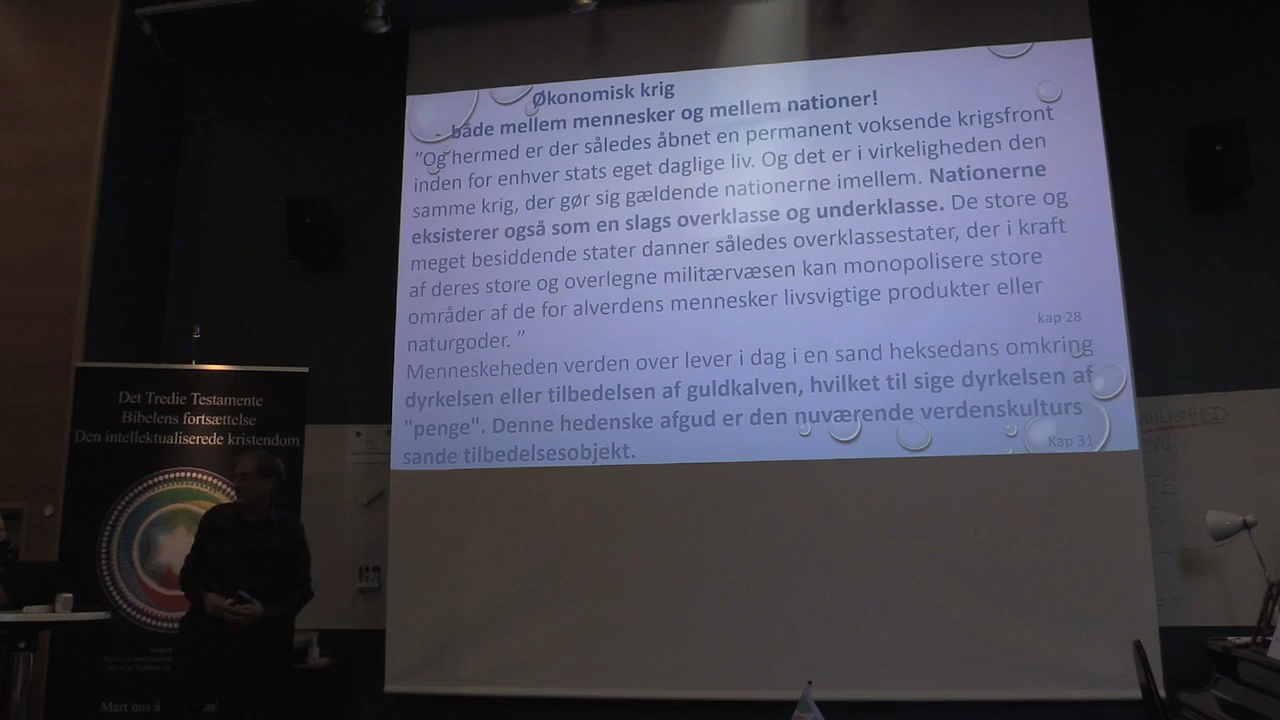 Økonomisk krig
- både mellem mennesker og mellem nationer!
"Og hermed er der således åbnet en permanent voksende krigsfront
inden for enhver stats eget daglige liv. Og det er i virkeligheden den
samme krig, der gør sig gældende nationerne imellem. Nationerne
eksisterer også som en slags overklasse og underklasse. De store og
meget besiddende stater danner således overklassestater, der i kraft
af deres store og overlegne militærvæsen kan monopolisere store
områder af de for alverdens mennesker livsvigtige produkter eller
naturgoder. "
kap 28
Menneskeheden verden over lever i dag i en sand heksedans omkring
dyrkelsen eller tilbedelsen af guldkalven, hvilket til sige dyrkelsen af
"penge". Denne hedenske afgud er den nuværende verdenskulturs
sande tilbedelsesobjekt.
Kap 31
Det Tredie Testamente
Bibelens fortsættelse
Den intellektualiserede kristendom